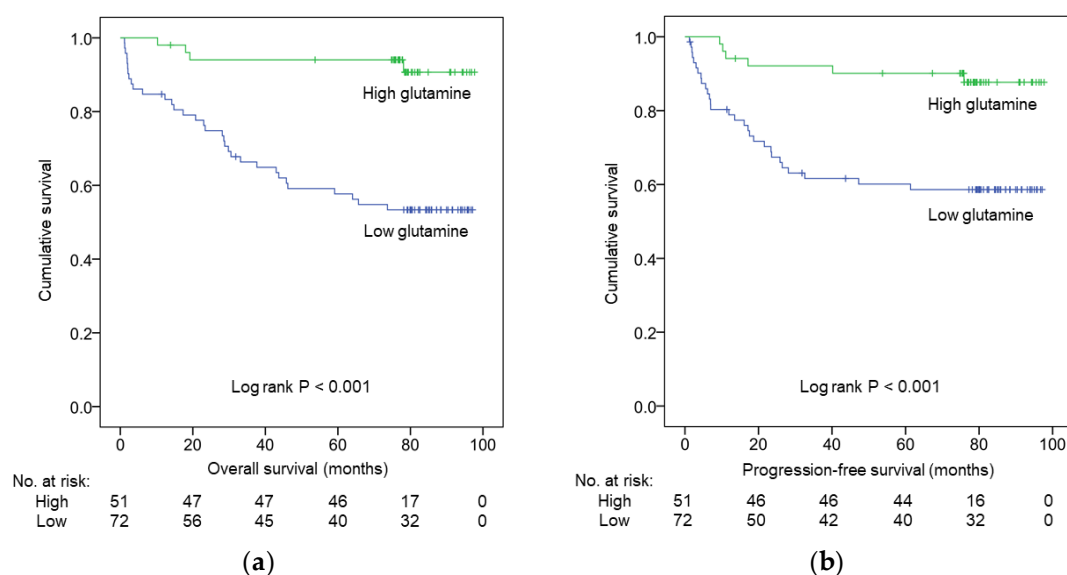 1.0
0.8
0.6
0.4
0.2
0.0
Cumulative survival
High glutamine
Low glutamine
Log rank P < 0.001
0 20 40 60 80 100
Overall survival (months)
No. at risk:
High 51 47 47 46 17 0
Low 72 56 45 40 32 0
(a)
1.0
0.8
0.6
0.4
0.2
0.0
Cumulative survival
High glutamine
Low glutamine
Log rank P < 0.001
0 20 40 60 80 100
Progression-free survival (months)
No. at risk:
High 51 46 46 44 16 0
Low 72 50 42 40 32 0
(b)